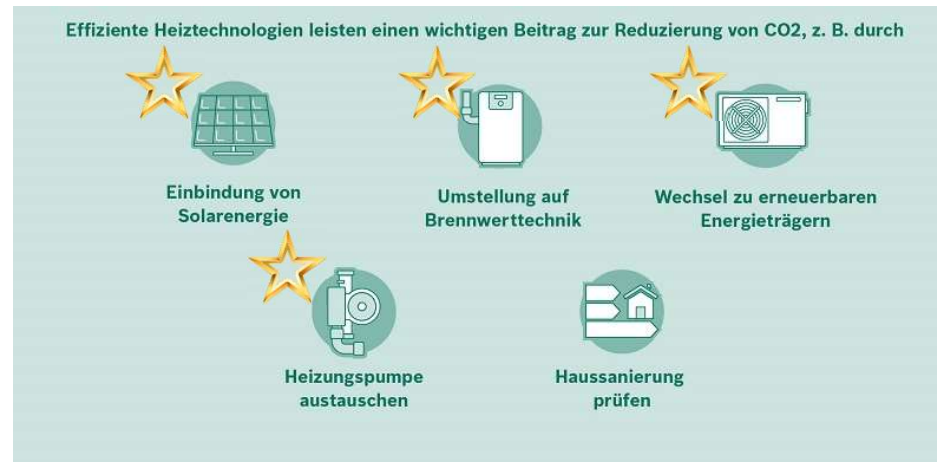 Effiziente Heiztechnologien leisten einen wichtigen Beitrag zur Reduzierung von CO2, z. B. durch
Einbindung von
Solarenergie
Umstellung auf
Brennwerttechnik
Wechsel zu erneuerbaren
Energieträgern
Heizungspumpe
austauschen
Haussanierung
prüfen